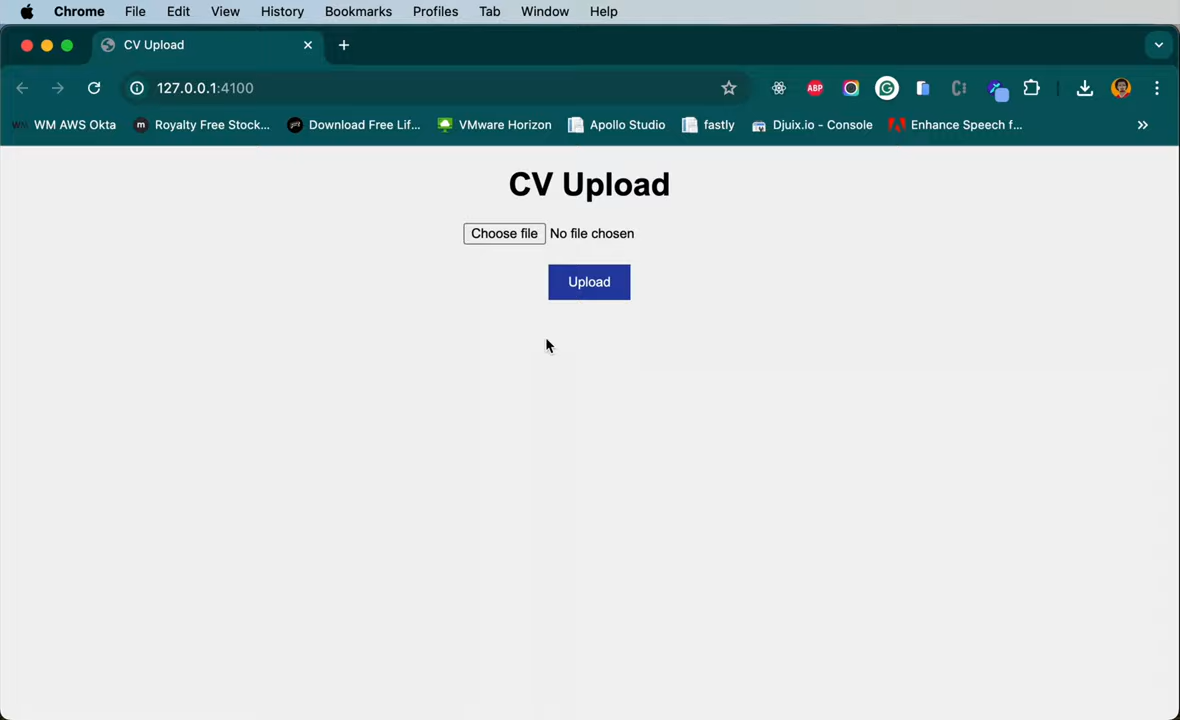 Chrome File Edit View History Bookmarks Profiles Tab Window Help
CV Upload
127.0.0.1:4100
ABP
WM AWS Okta Royalty Free Stock... Download Free Lif... VMware Horizon Apollo Studio fastly Djuix.io - Console Enhance Speech f...
CV Upload
Choose file No file chosen
Upload